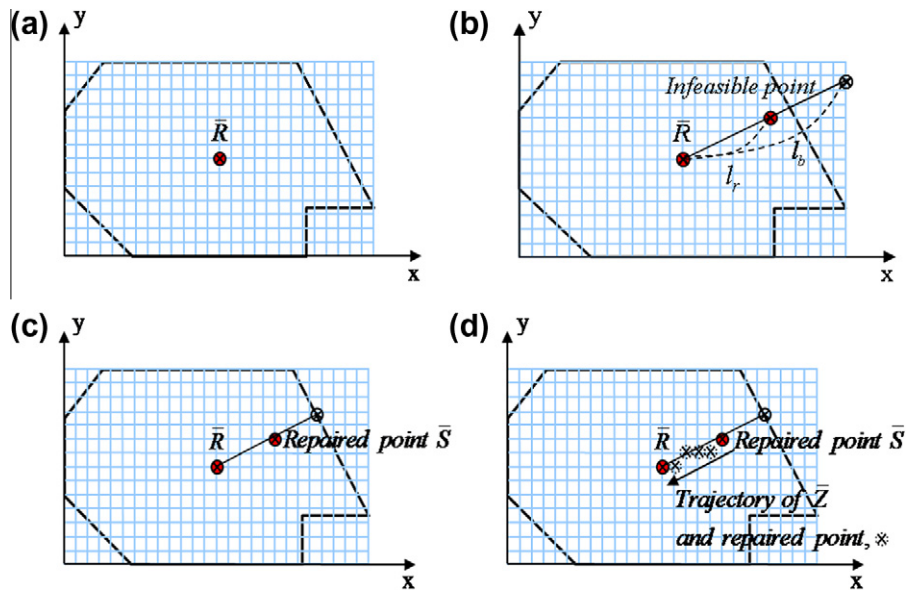 (a)
y
R̅
x
(b)
y
Infeasible point
R̅
l_b
l_r
x
(c)
y
R̅
Repaired point S̅
x
(d)
y
R̅
Repaired point S̅
Trajectory of Z̅
and repaired point, ※
x